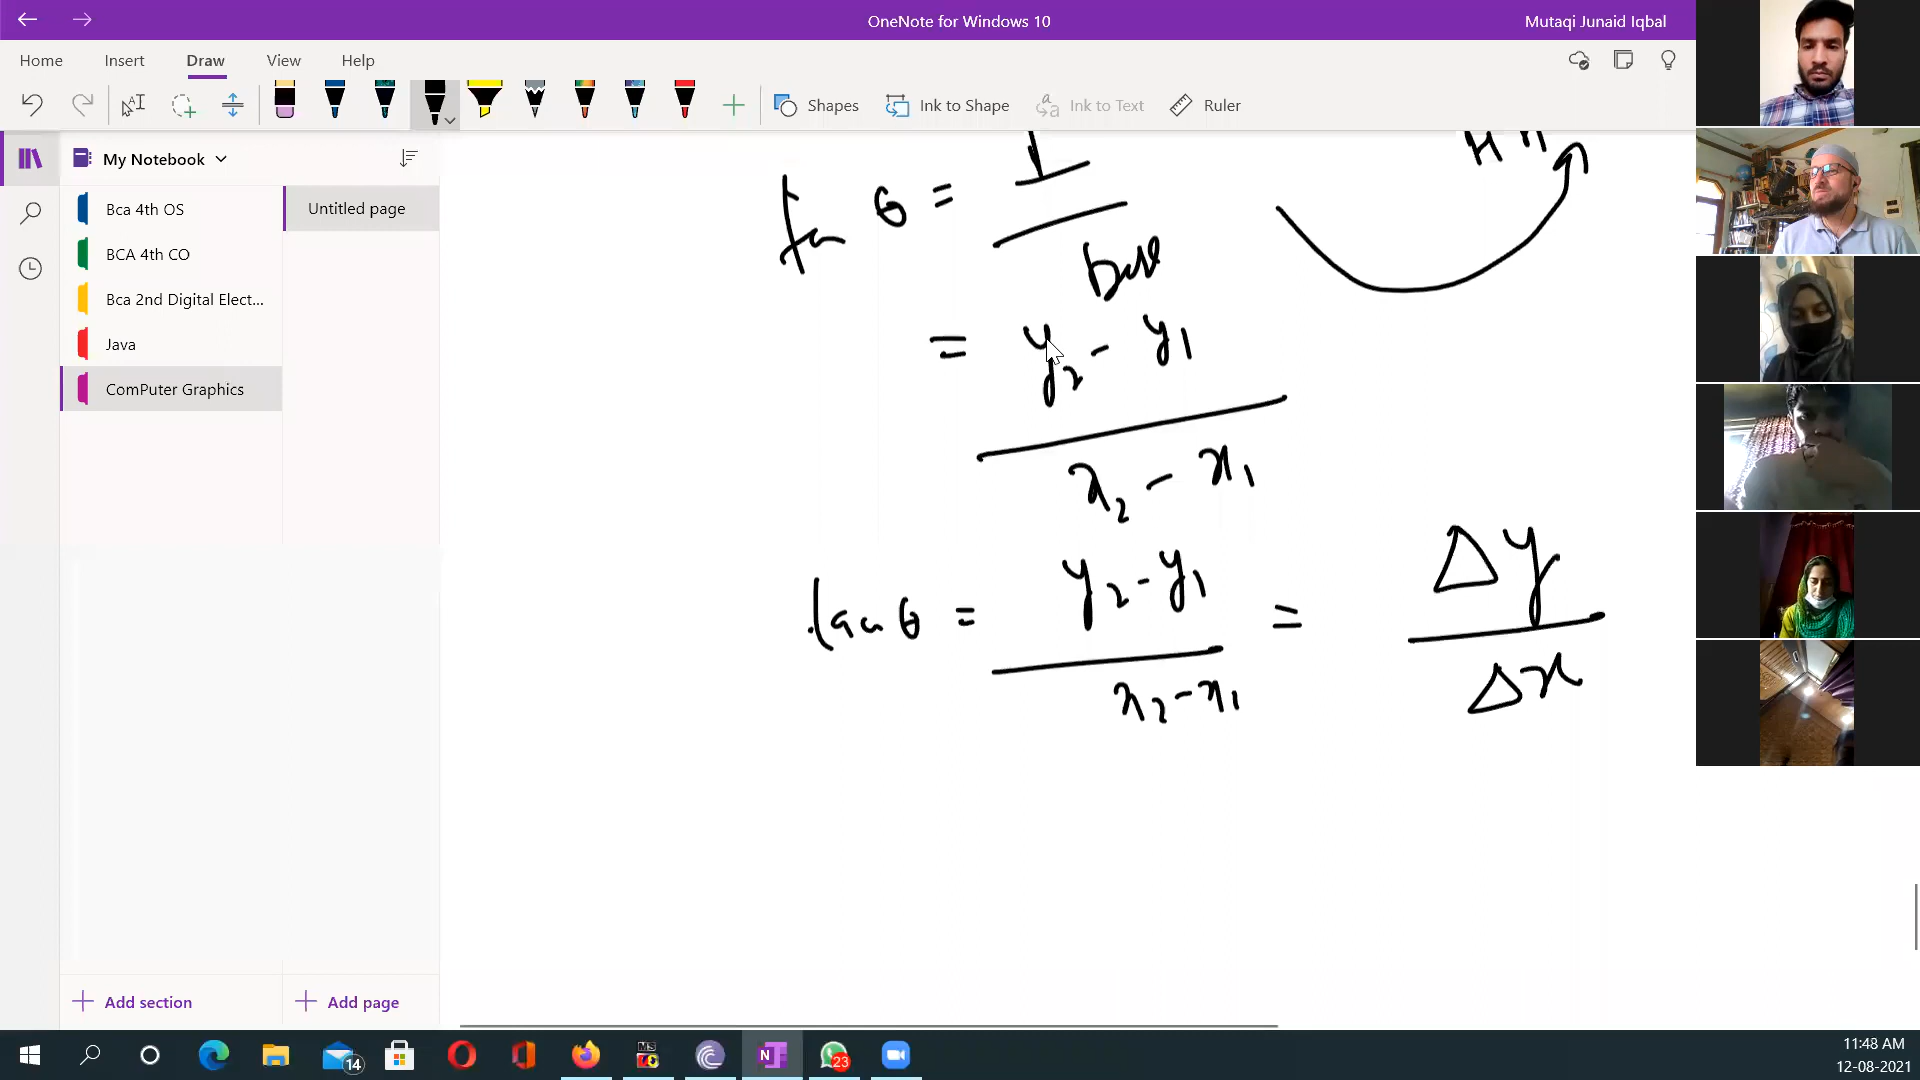 OneNote for Windows 10
Mutaqi Junaid Iqbal
Home Insert Draw View Help
Shapes Ink to Shape Ink to Text Ruler
My Notebook
Bca 4th OS
BCA 4th CO
Bca 2nd Digital Elect...
Java
ComPuter Graphics
Untitled page
tan θ =
base
= y2 - y1
x2 - x1
tan θ = y2 - y1 = Δy
x2 - x1 Δx
Add section
Add page
14
23
11:48 AM
12-08-2021